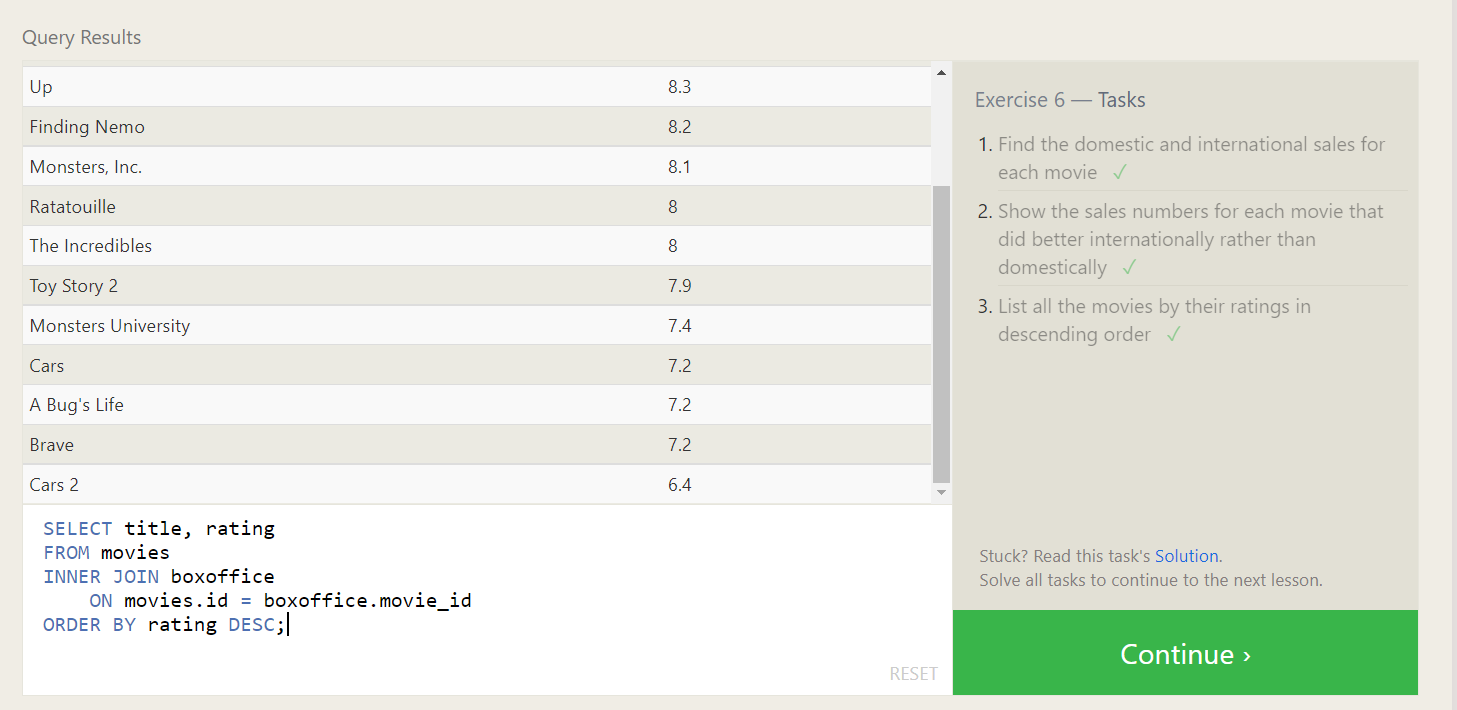 Query Results
Up 8.3
Finding Nemo 8.2
Monsters, Inc. 8.1
Ratatouille 8
The Incredibles 8
Toy Story 2 7.9
Monsters University 7.4
Cars 7.2
A Bug's Life 7.2
Brave 7.2
Cars 2 6.4
SELECT title, rating
FROM movies
INNER JOIN boxoffice
    ON movies.id = boxoffice.movie_id
ORDER BY rating DESC;
RESET
Exercise 6 — Tasks
1. Find the domestic and international sales for
each movie ✓
2. Show the sales numbers for each movie that
did better internationally rather than
domestically ✓
3. List all the movies by their ratings in
descending order ✓
Stuck? Read this task's Solution.
Solve all tasks to continue to the next lesson.
Continue ›